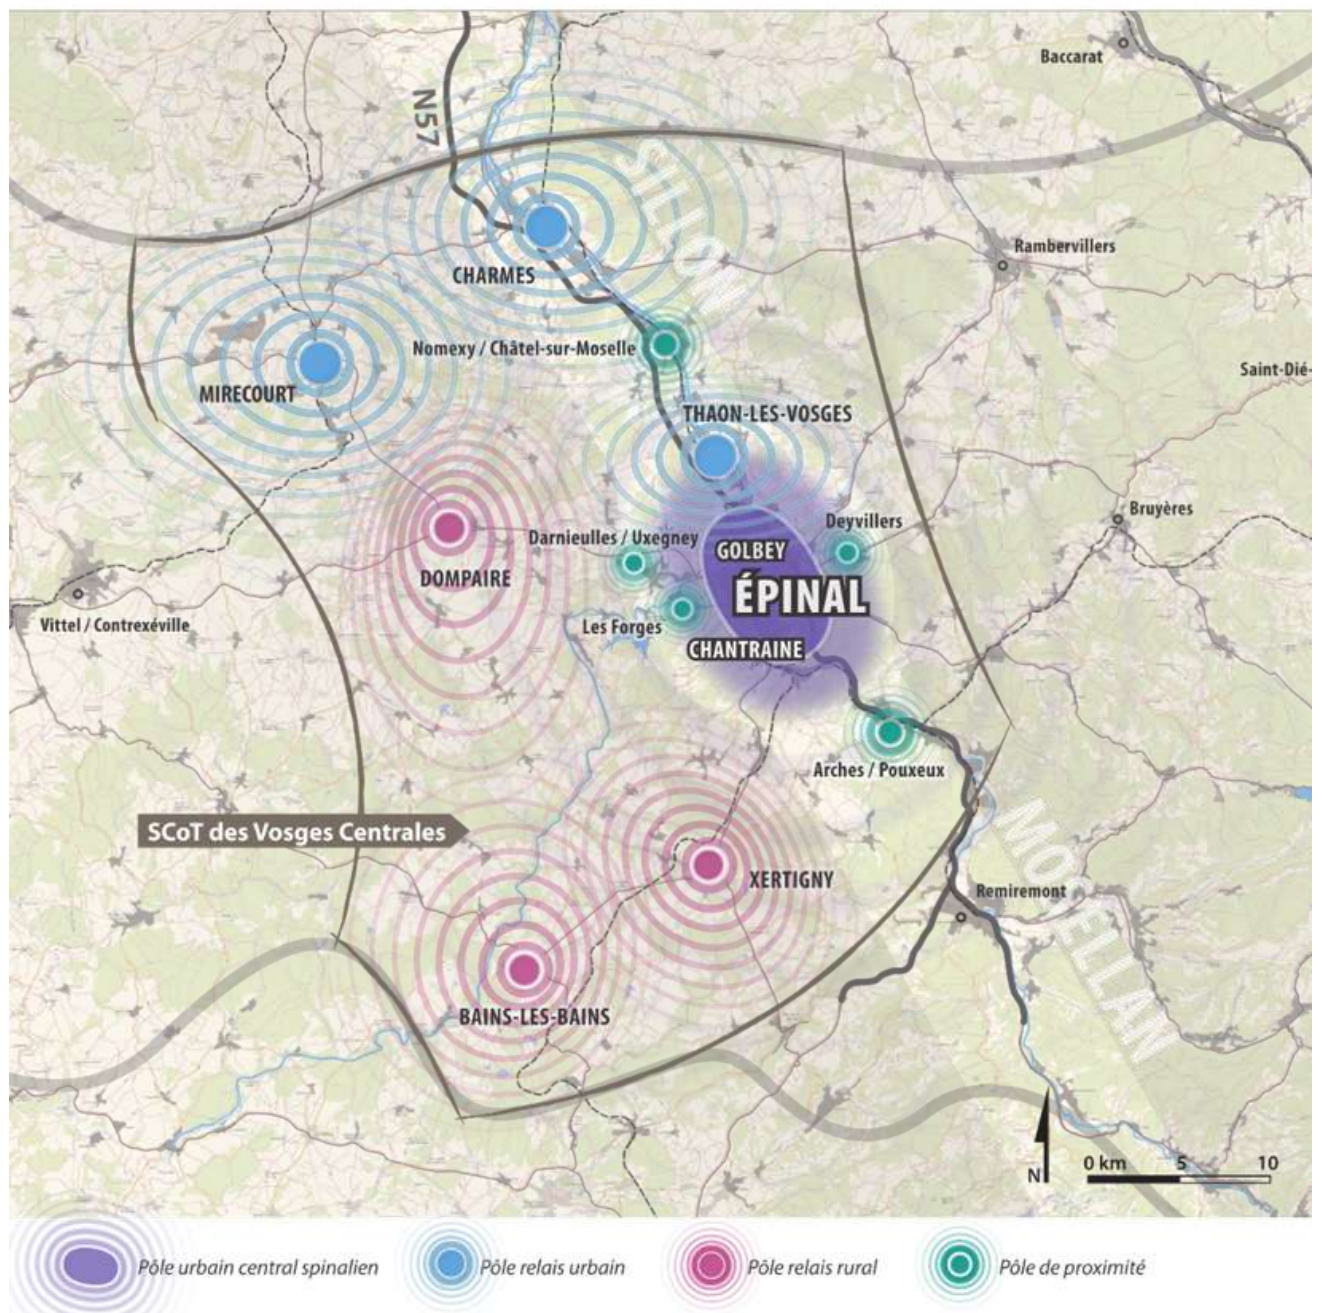 Baccarat
N57
SILLON
Rambervillers
CHARMES
Nomexy / Châtel-sur-Moselle
Saint-Dié-
MIRECOURT
THAON-LES-VOSGES
Bruyères
Deyvillers
Darnieulles / Uxegney
GOLBEY
DOMPAIRE
ÉPINAL
Vittel / Contrexéville
Les Forges
CHANTRAINE
Arches / Pouxeux
SCoT des Vosges Centrales
MOSELLAN
XERTIGNY
Remiremont
BAINS-LES-BAINS
N
0 km 5 10
Pôle urbain central spinalien
Pôle relais urbain
Pôle relais rural
Pôle de proximité